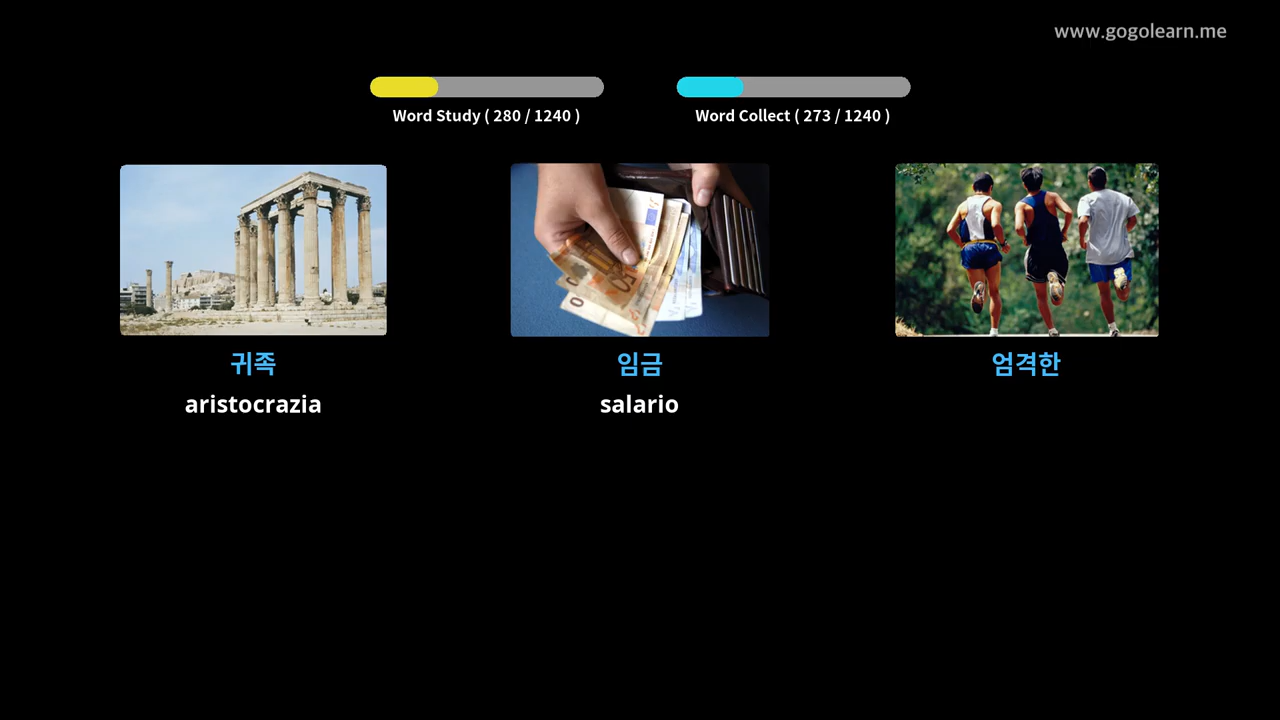 www.gogolearn.me
Word Study ( 280 / 1240 )
Word Collect ( 273 / 1240 )
귀족
임금
엄격한
aristocrazia
salario